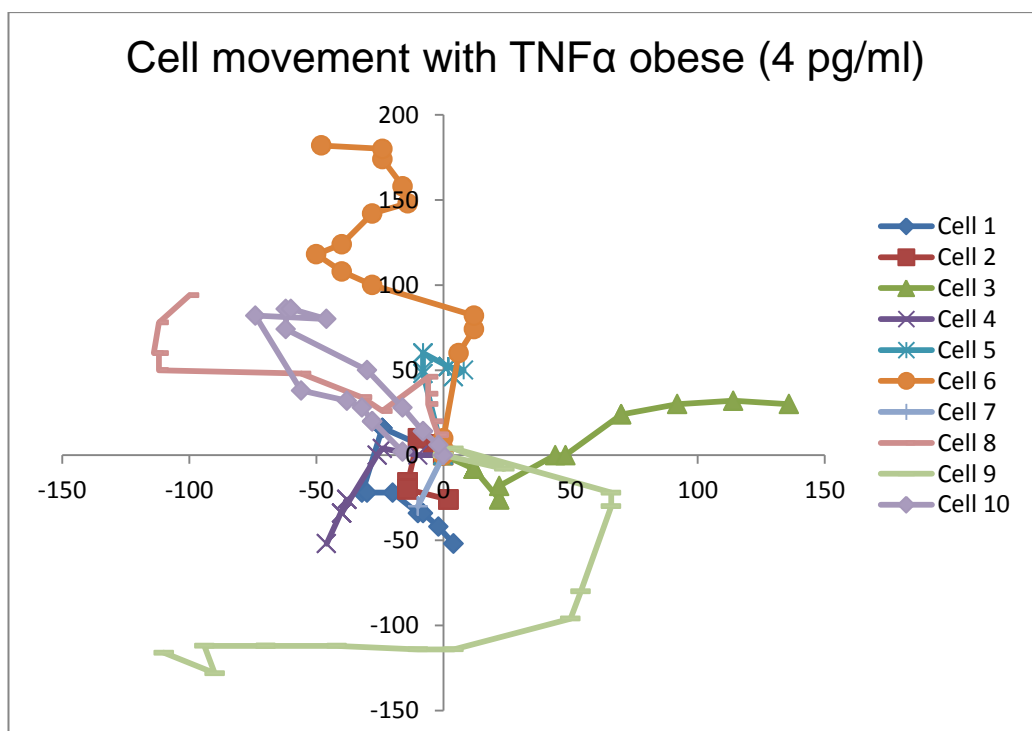 Cell movement with TNFα obese (4 pg/ml)
200
150
100
50
0
-50
-100
-150
-150
-100
-50
0
50
100
150
Cell 1
Cell 2
Cell 3
Cell 4
Cell 5
Cell 6
Cell 7
Cell 8
Cell 9
Cell 10